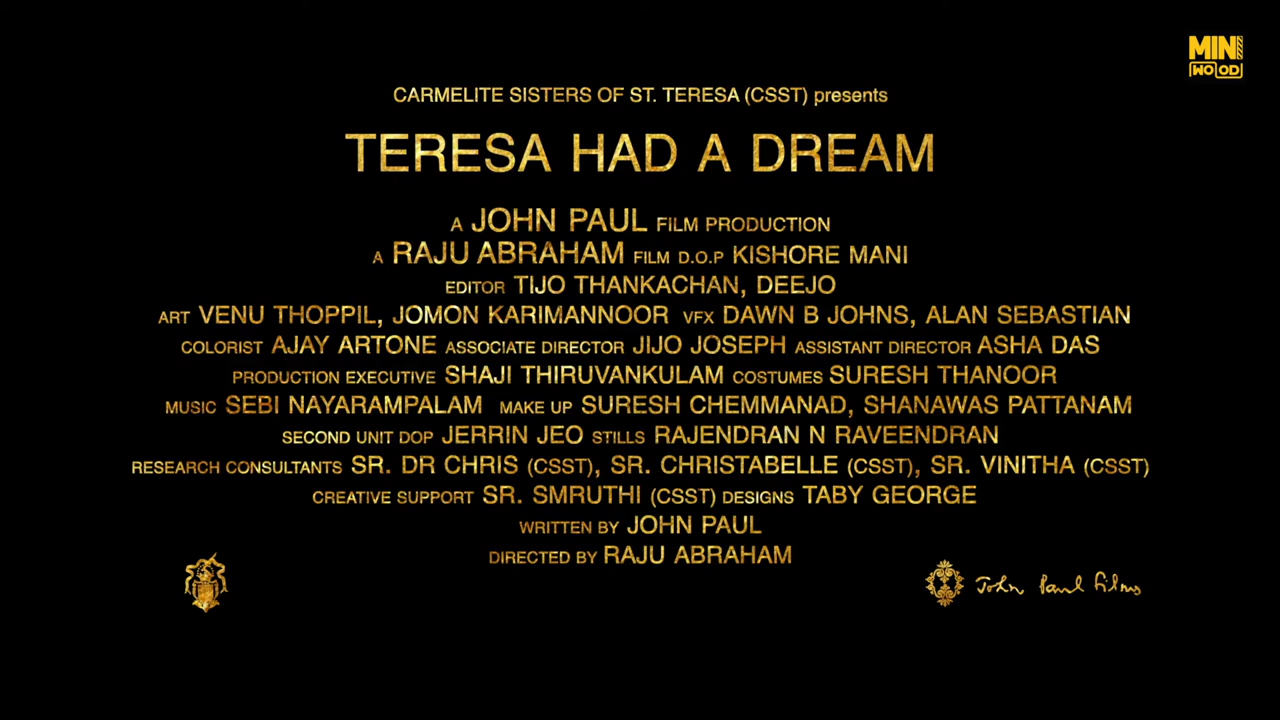 MINI
WOOD
CARMELITE SISTERS OF ST. TERESA (CSST) presents
TERESA HAD A DREAM
A JOHN PAUL FILM PRODUCTION
A RAJU ABRAHAM FILM D.O.P KISHORE MANI
EDITOR TIJO THANKACHAN, DEEJO
ART VENU THOPPIL, JOMON KARIMANNOOR VFX DAWN B JOHNS, ALAN SEBASTIAN
COLORIST AJAY ARTONE ASSOCIATE DIRECTOR JIJO JOSEPH ASSISTANT DIRECTOR ASHA DAS
PRODUCTION EXECUTIVE SHAJI THIRUVANKULAM COSTUMES SURESH THANOOR
MUSIC SEBI NAYARAMPALAM MAKE UP SURESH CHEMMANAD, SHANAWAS PATTANAM
SECOND UNIT DOP JERRIN JEO STILLS RAJENDRAN N RAVEENDRAN
RESEARCH CONSULTANTS SR. DR CHRIS (CSST), SR. CHRISTABELLE (CSST), SR. VINITHA (CSST)
CREATIVE SUPPORT SR. SMRUTHI (CSST) DESIGNS TABY GEORGE
WRITTEN BY JOHN PAUL
DIRECTED BY RAJU ABRAHAM
John Paul Films